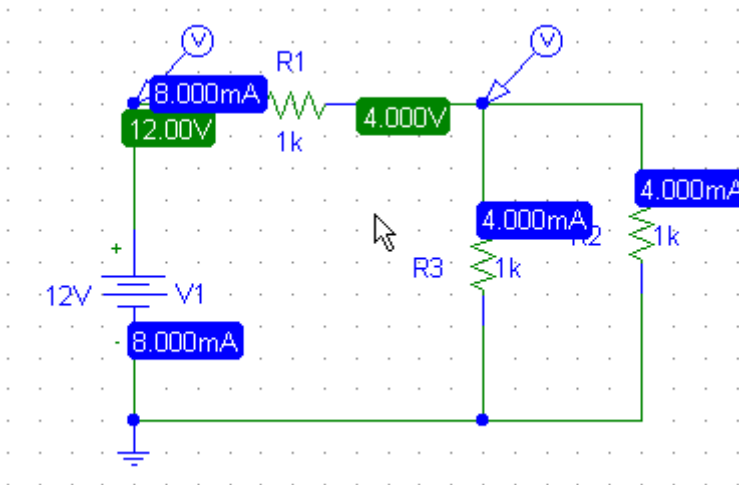 V
V
R1
8.000mA
12.00V
4.000V
1k
4.000mA
4.000mA
R2
1k
+
R3
1k
12V
V1
-
8.000mA